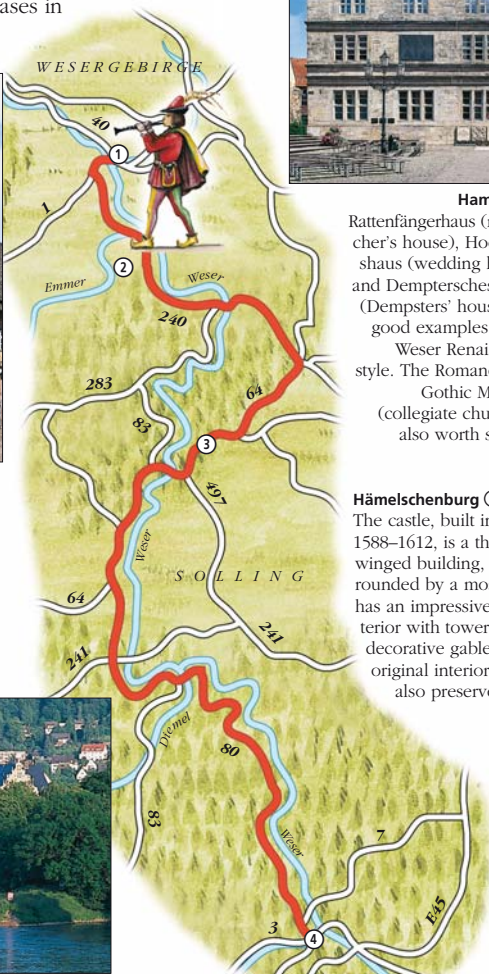 ases in
WESERGEBIRGE
40
1
1
2
Emmer
Weser
240
283
64
83
3
497
Weser
SOLLING
64
241
241
Diemel
80
83
Weser
7
E45
3
4
Ham
Rattenfängerhaus (r
cher's house), Hoc
shaus (wedding h
and Demptersches
(Dempsters' hous
good examples
Weser Renai
style. The Romane
Gothic M
(collegiate chu
also worth s
Hämelschenburg
The castle, built in
1588–1612, is a th
winged building,
rounded by a mo
has an impressive
terior with tower
decorative gable
original interior
also preserve